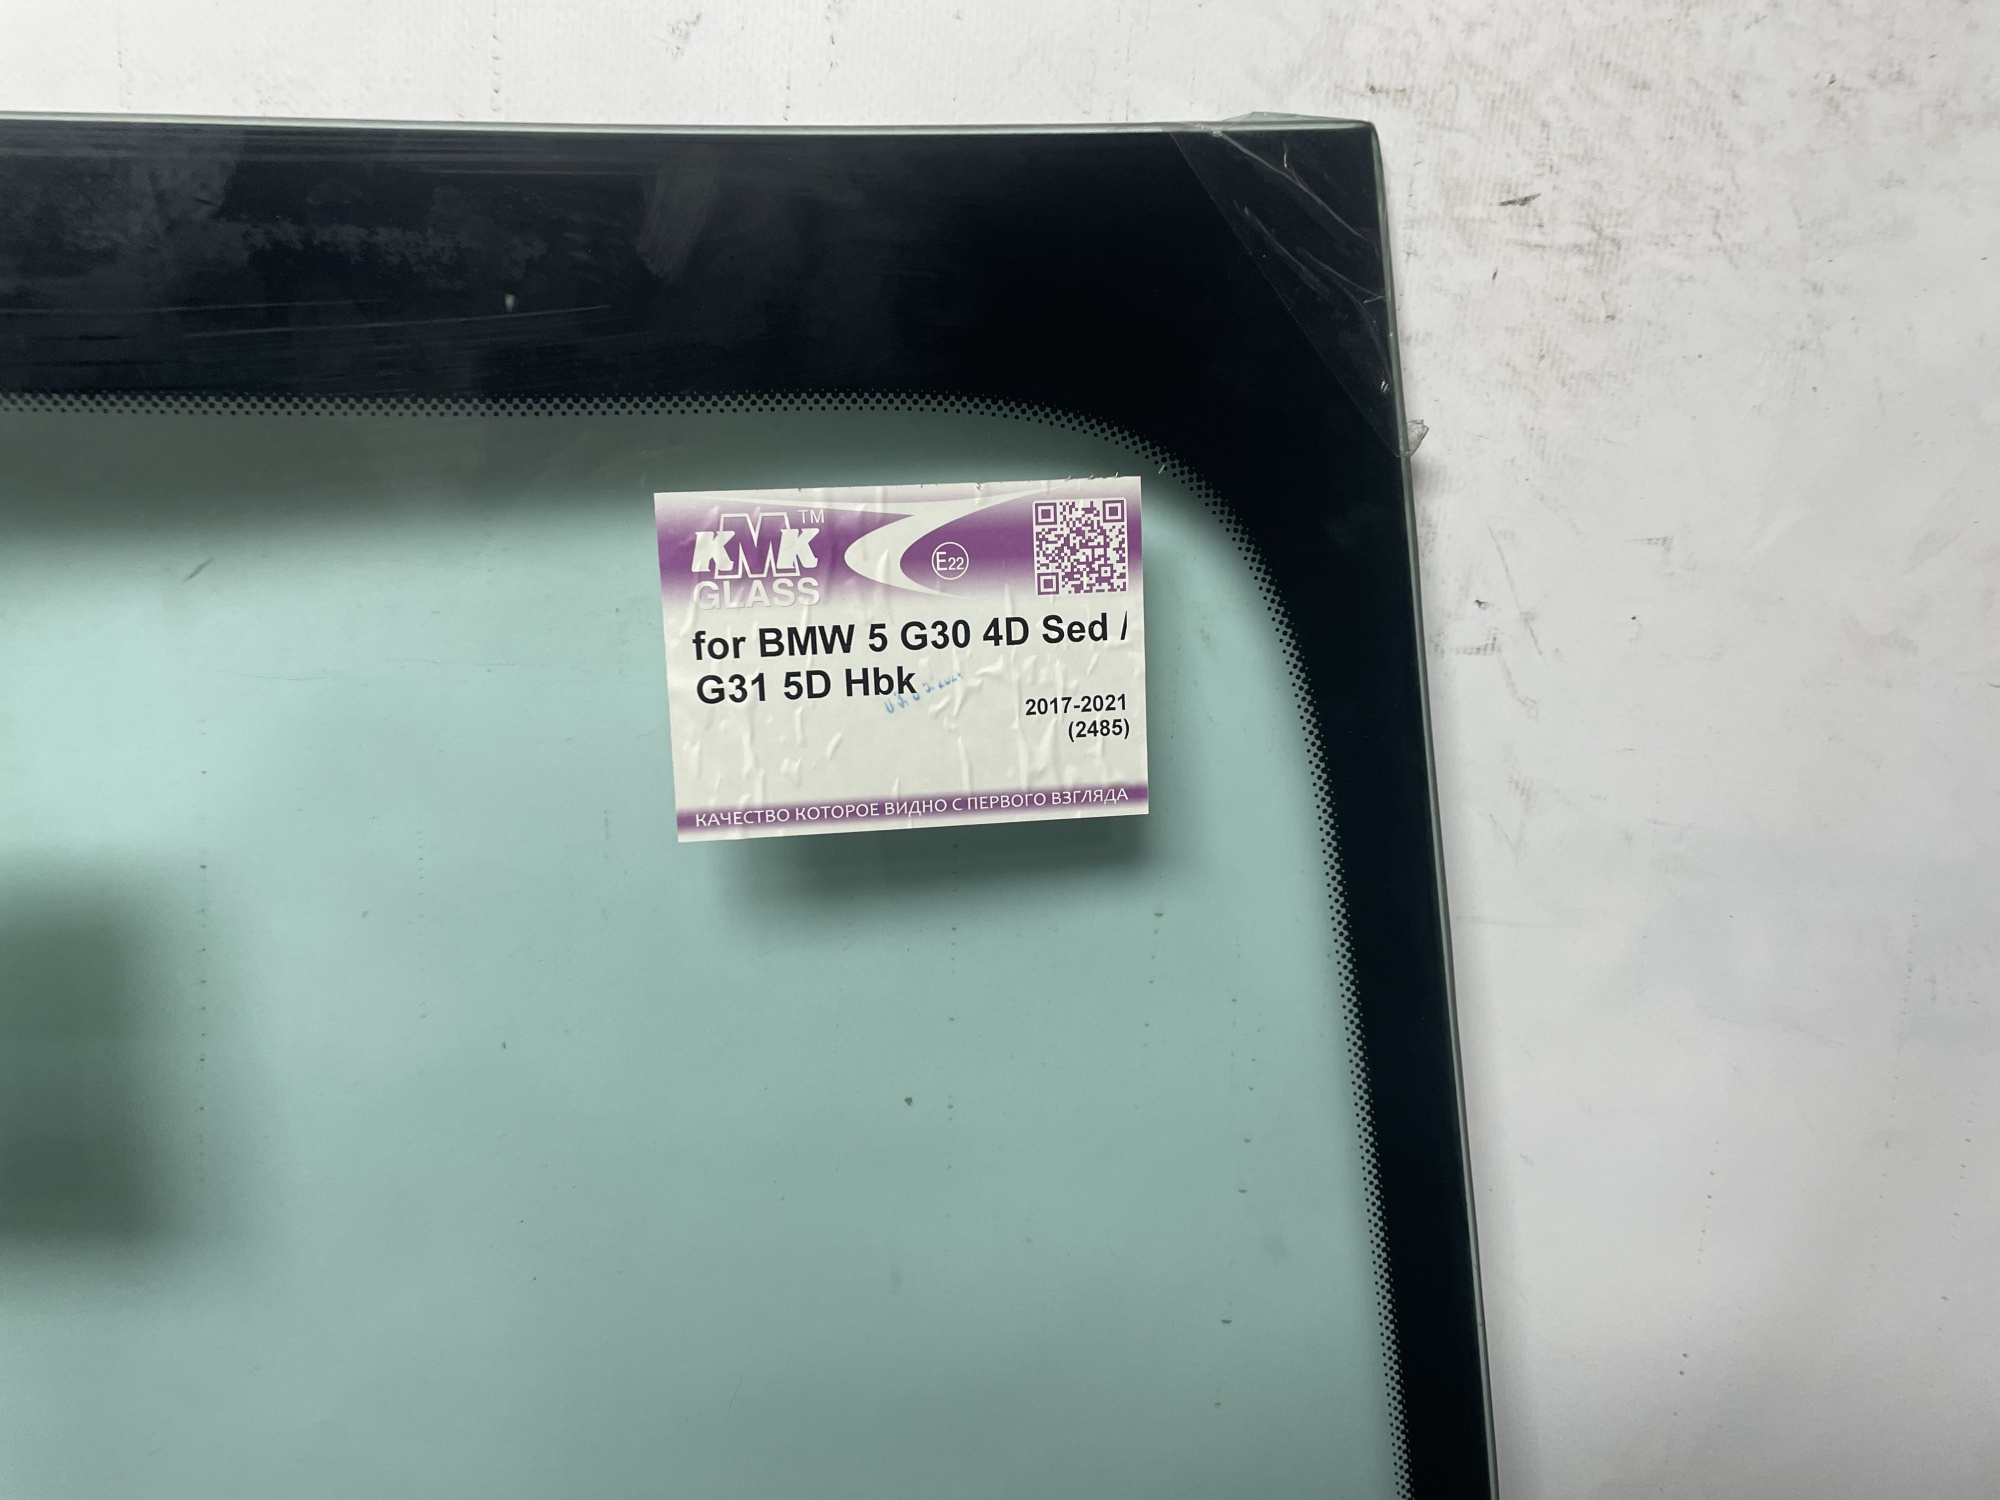 KMK™
GLASS
E22
for BMW 5 G30 4D Sed /
G31 5D Hbk
2017-2021
(2485)
КАЧЕСТВО КОТОРОЕ ВИДНО С ПЕРВОГО ВЗГЛЯДА